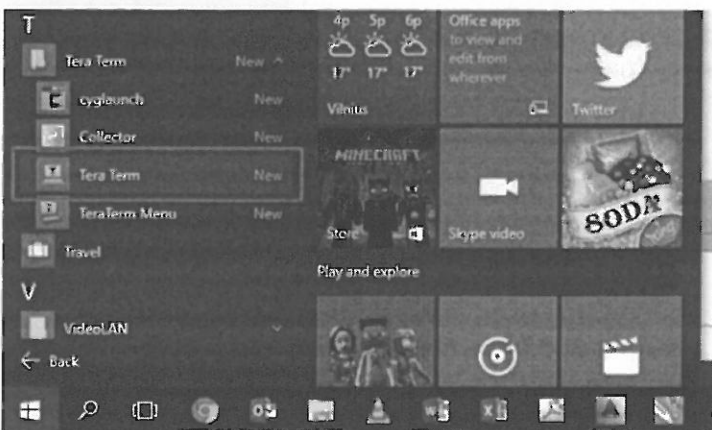 T
Tera Term New
cyglaunch New
Collector New
Tera Term New
TeraTerm Menu New
Travel
V
VideoLAN
Back
4p 5p 6p
17° 17° 17°
Vilnius
Office apps
to view and
edit from
wherever
Twitter
MINECRAFT
Store
Skype video
SODA
Play and explore